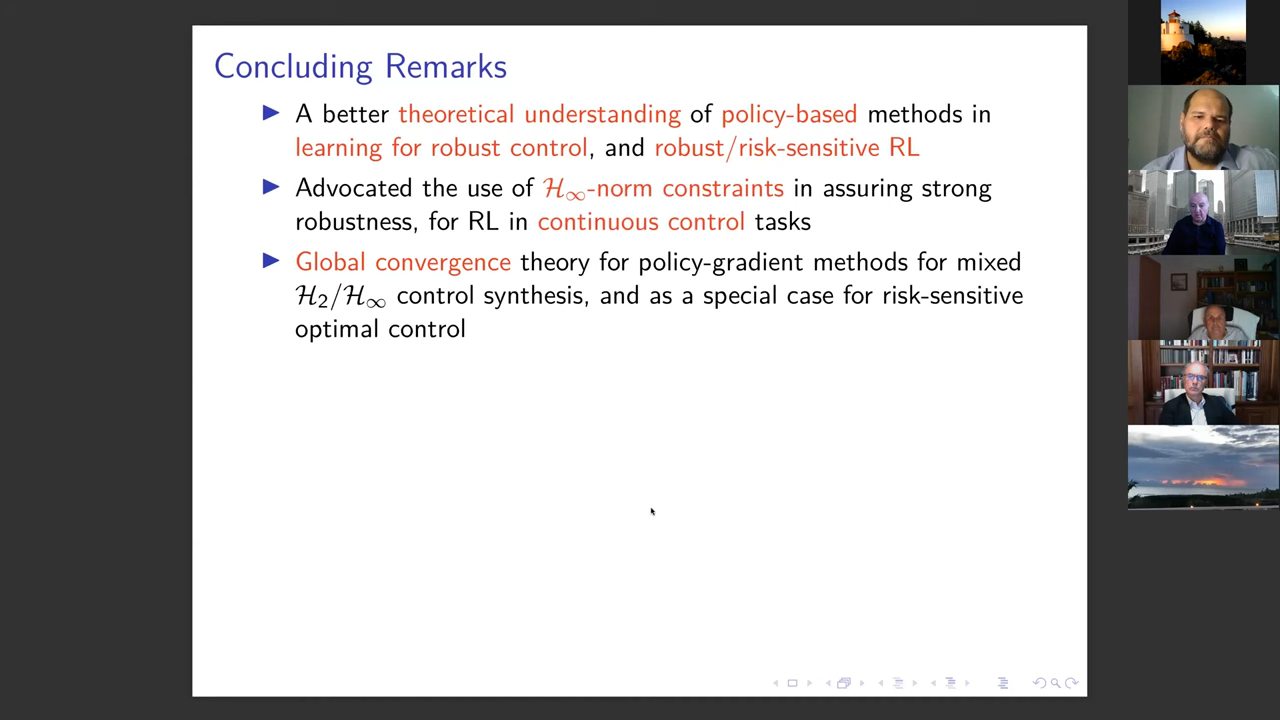 Concluding Remarks
▶ A better theoretical understanding of policy-based methods in
learning for robust control, and robust/risk-sensitive RL
▶ Advocated the use of ℋ∞-norm constraints in assuring strong
robustness, for RL in continuous control tasks
▶ Global convergence theory for policy-gradient methods for mixed
ℋ₂/ℋ∞ control synthesis, and as a special case for risk-sensitive
optimal control